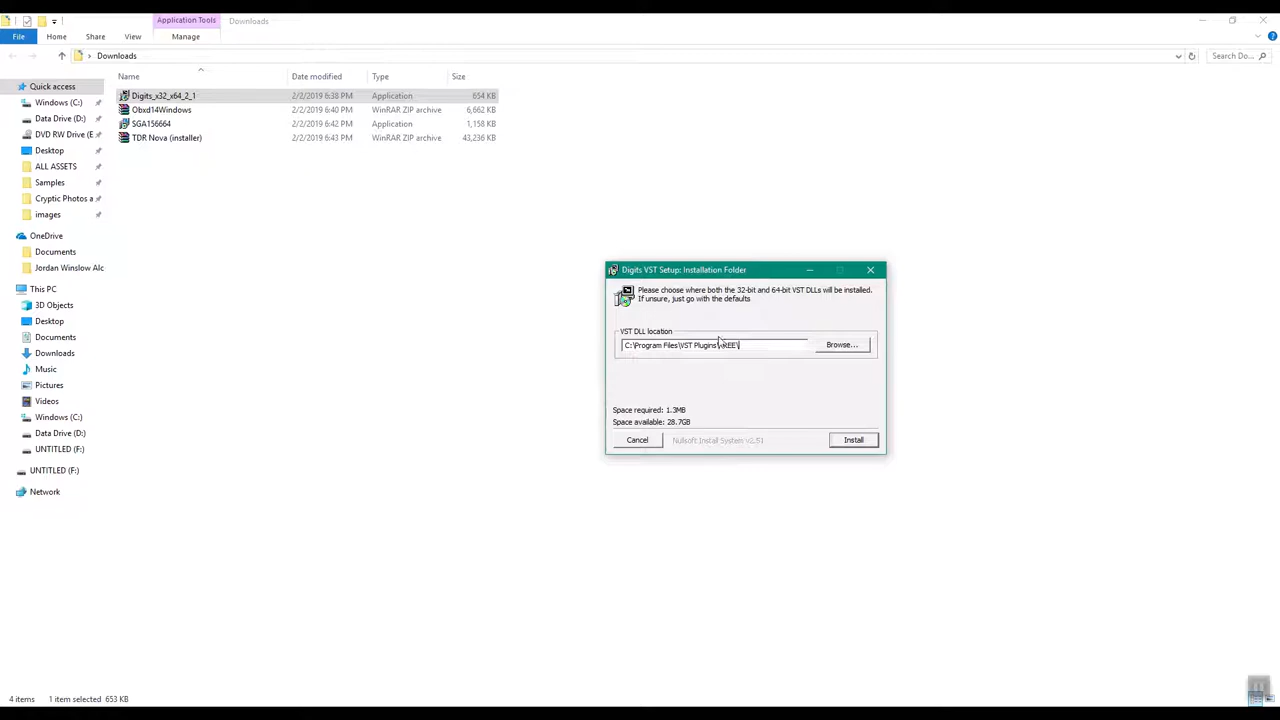 Application Tools
Downloads
File
Home
Share
View
Manage
Downloads
Search Do...
Name
Date modified
Type
Size
Digits_x32_x64_2_1
2/2/2019 6:38 PM
Application
654 KB
Obxd14Windows
2/2/2019 6:40 PM
WinRAR ZIP archive
6,662 KB
SGA156664
2/2/2019 6:42 PM
Application
1,158 KB
TDR Nova (installer)
2/2/2019 6:43 PM
WinRAR ZIP archive
43,236 KB
Quick access
Windows (C:)
Data Drive (D:)
DVD RW Drive (E
Desktop
ALL ASSETS
Samples
Cryptic Photos a
images
OneDrive
Documents
Jordan Winslow Alc
This PC
3D Objects
Desktop
Documents
Downloads
Music
Pictures
Videos
Windows (C:)
Data Drive (D:)
UNTITLED (F:)
UNTITLED (F:)
Network
Digits VST Setup: Installation Folder
Please choose where both the 32-bit and 64-bit VST DLLs will be installed.
If unsure, just go with the defaults
VST DLL location
C:\Program Files\VST Plugins
Browse...
Space required: 1.3MB
Space available: 28.7GB
Cancel
Nullsoft Install System v2.51
Install
4 items
1 item selected
653 KB